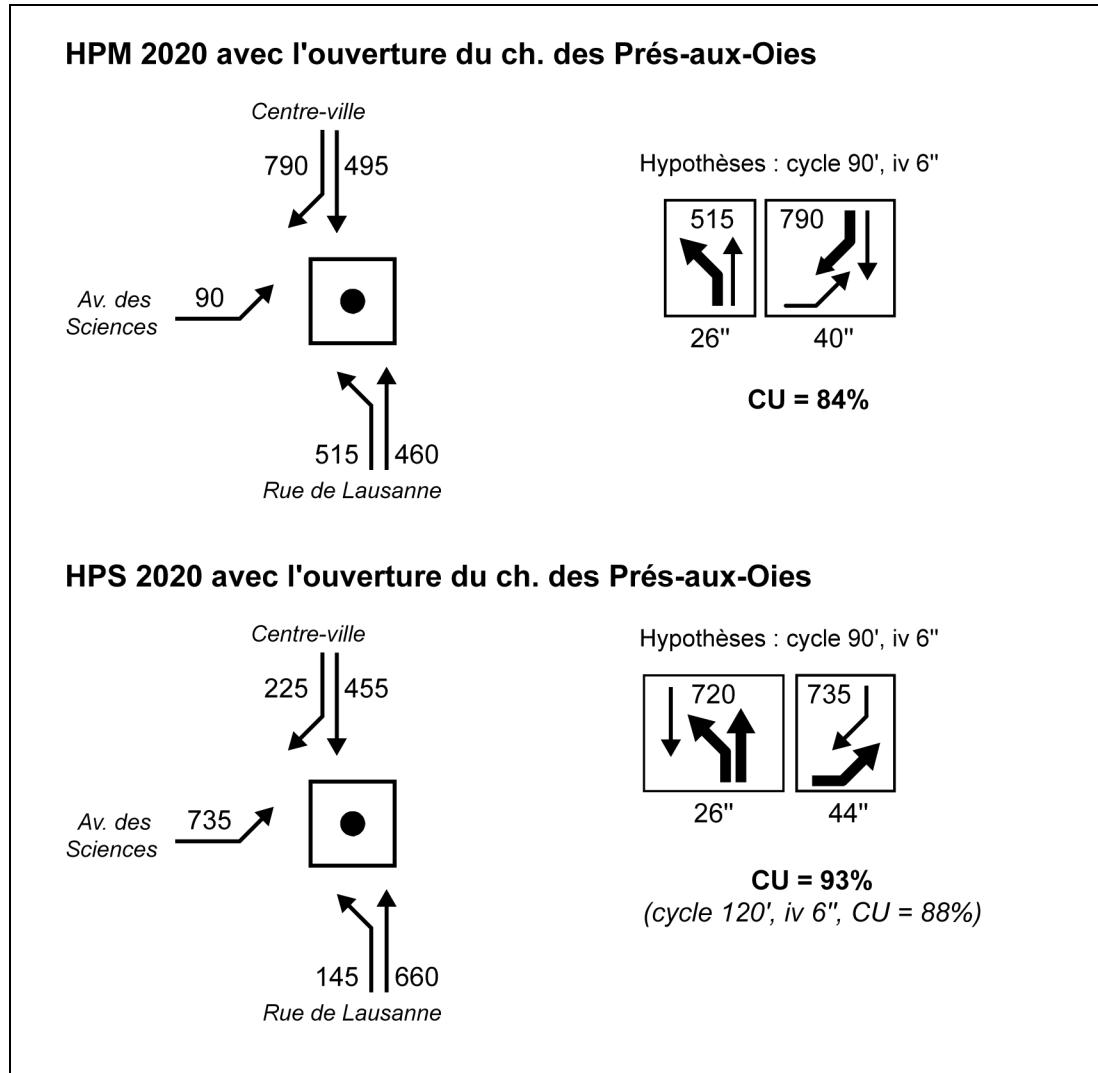 HPM 2020 avec l'ouverture du ch. des Prés-aux-Oies
Centre-ville
790 495
Hypothèses : cycle 90', iv 6"
515 790
Av. des
Sciences
90
26" 40"
CU = 84%
515 460
Rue de Lausanne
HPS 2020 avec l'ouverture du ch. des Prés-aux-Oies
Centre-ville
225 455
Hypothèses : cycle 90', iv 6"
720 735
Av. des
Sciences
735
26" 44"
CU = 93%
(cycle 120', iv 6", CU = 88%)
145 660
Rue de Lausanne